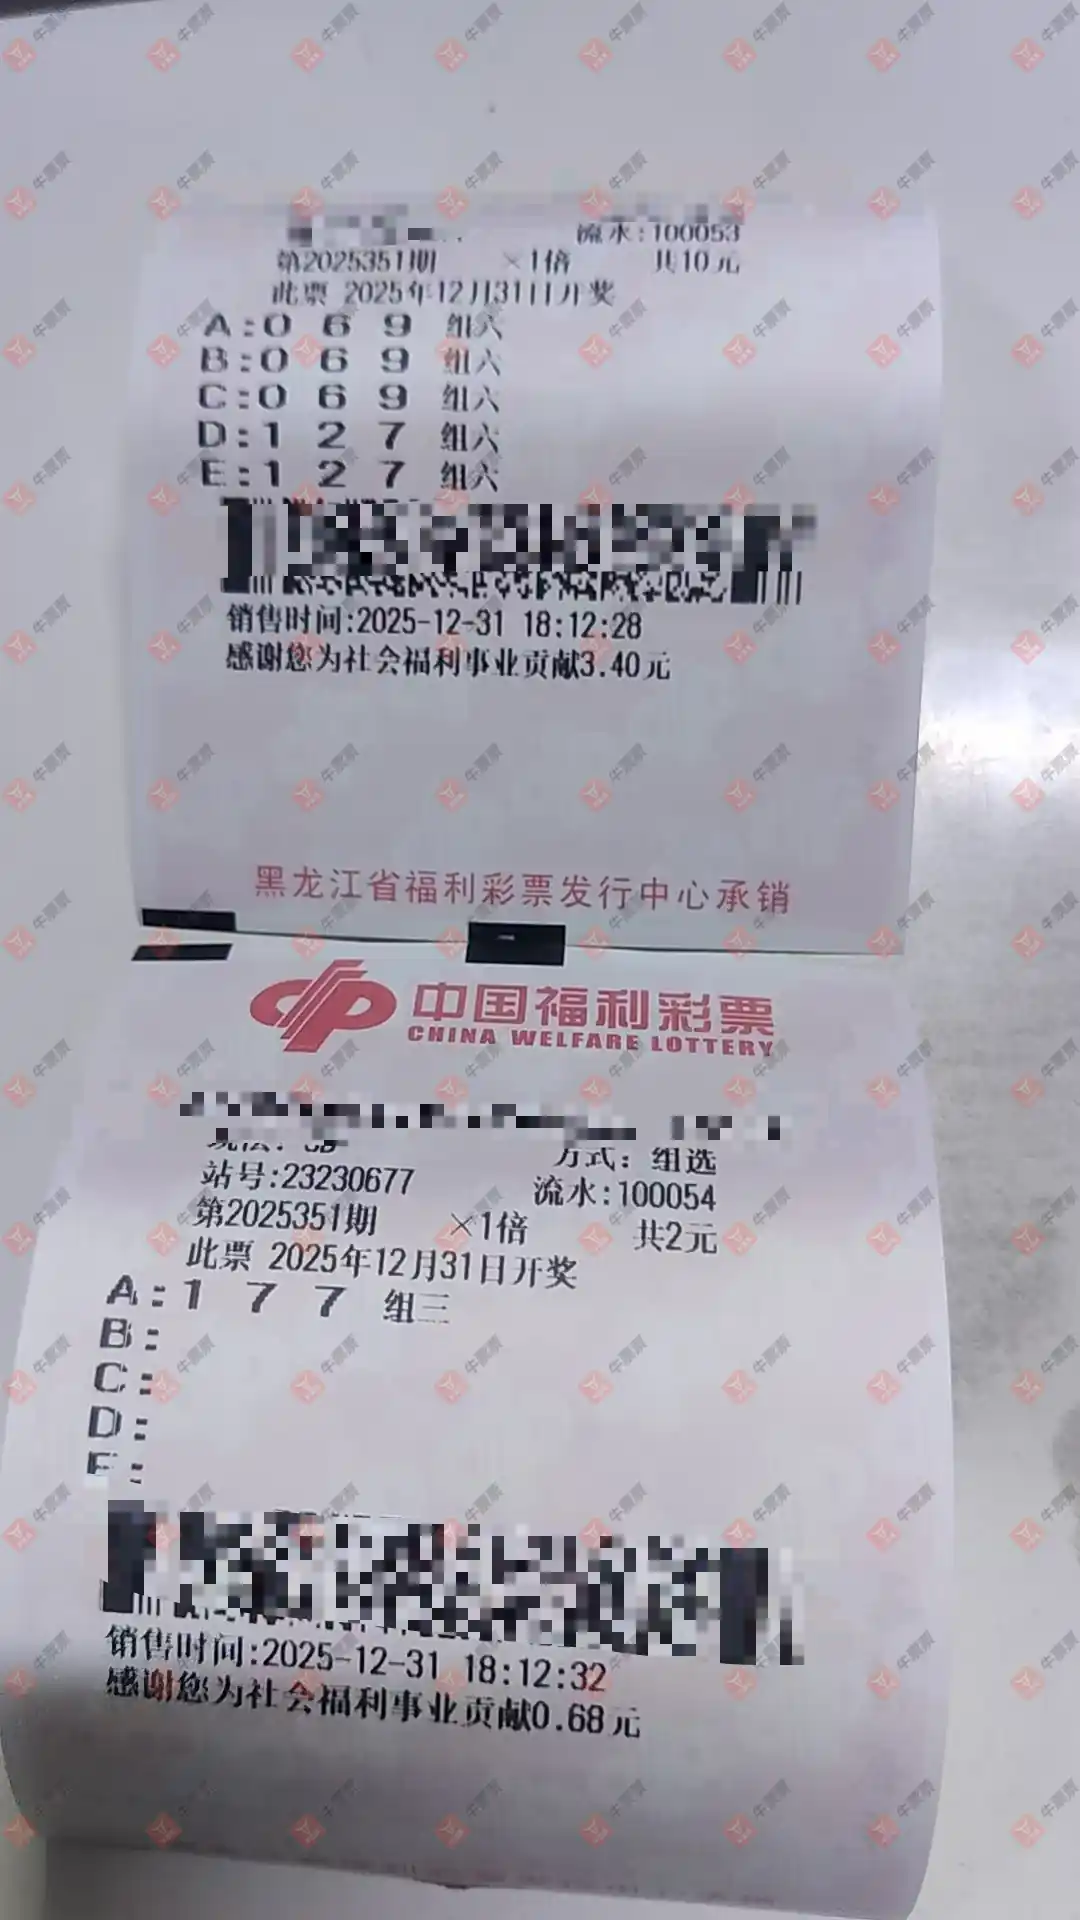 流水:100053
第2025351期 ×1倍 共10元
此票 2025年12月31日开奖
A:0 6 9 组六
B:0 6 9 组六
C:0 6 9 组六
D:1 2 7 组六
E:1 2 7 组六
销售时间:2025-12-31 18:12:28
感谢您为社会福利事业贡献3.40元
黑龙江省福利彩票发行中心承销
中国福利彩票
CHINA WELFARE LOTTERY
玩法:3D 方式:组选
站号:23230677 流水:100054
第2025351期 ×1倍 共2元
此票 2025年12月31日开奖
A:1 7 7 组三
B:
C:
D:
E:
销售时间:2025-12-31 18:12:32
感谢您为社会福利事业贡献0.68元
牛票票